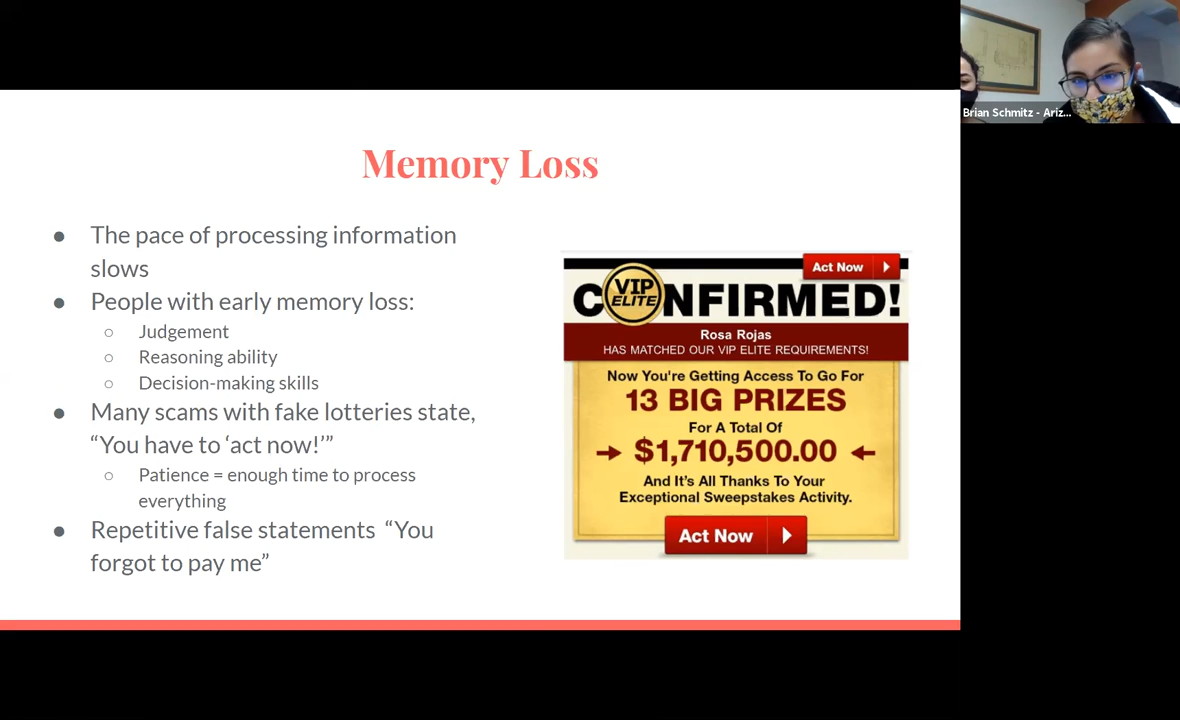 Brian Schmitz - Ariz...
Memory Loss
● The pace of processing information
slows
● People with early memory loss:
○ Judgement
○ Reasoning ability
○ Decision-making skills
● Many scams with fake lotteries state,
“You have to ‘act now!’”
○ Patience = enough time to process
everything
● Repetitive false statements “You
forgot to pay me”
Act Now
VIP
ELITE
CONFIRMED!
Rosa Rojas
HAS MATCHED OUR VIP ELITE REQUIREMENTS!
Now You're Getting Access To Go For
13 BIG PRIZES
For A Total Of
$1,710,500.00
And It's All Thanks To Your
Exceptional Sweepstakes Activity.
Act Now